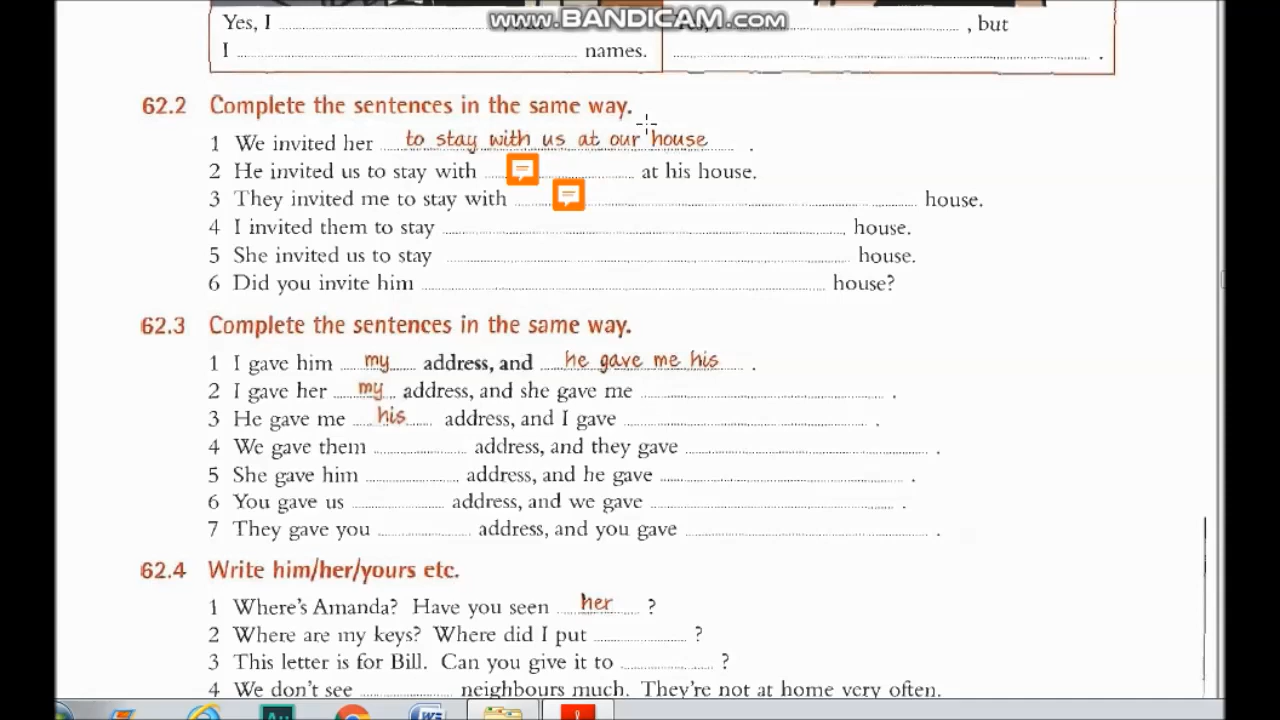 www.BANDICAM.com
Yes, I ........ , but
I ........ names.
........ , but
........ .
62.2 Complete the sentences in the same way.
1 We invited her to stay with us at our house .
2 He invited us to stay with ........ at his house.
3 They invited me to stay with ........ house.
4 I invited them to stay ........ house.
5 She invited us to stay ........ house.
6 Did you invite him ........ house?
62.3 Complete the sentences in the same way.
1 I gave him my address, and he gave me his .
2 I gave her my address, and she gave me ........ .
3 He gave me his address, and I gave ........ .
4 We gave them ........ address, and they gave ........ .
5 She gave him ........ address, and he gave ........ .
6 You gave us ........ address, and we gave ........ .
7 They gave you ........ address, and you gave ........ .
62.4 Write him/her/yours etc.
1 Where's Amanda? Have you seen her ?
2 Where are my keys? Where did I put ........ ?
3 This letter is for Bill. Can you give it to ........ ?
4 We don't see ........ neighbours much. They're not at home very often.
Au
W